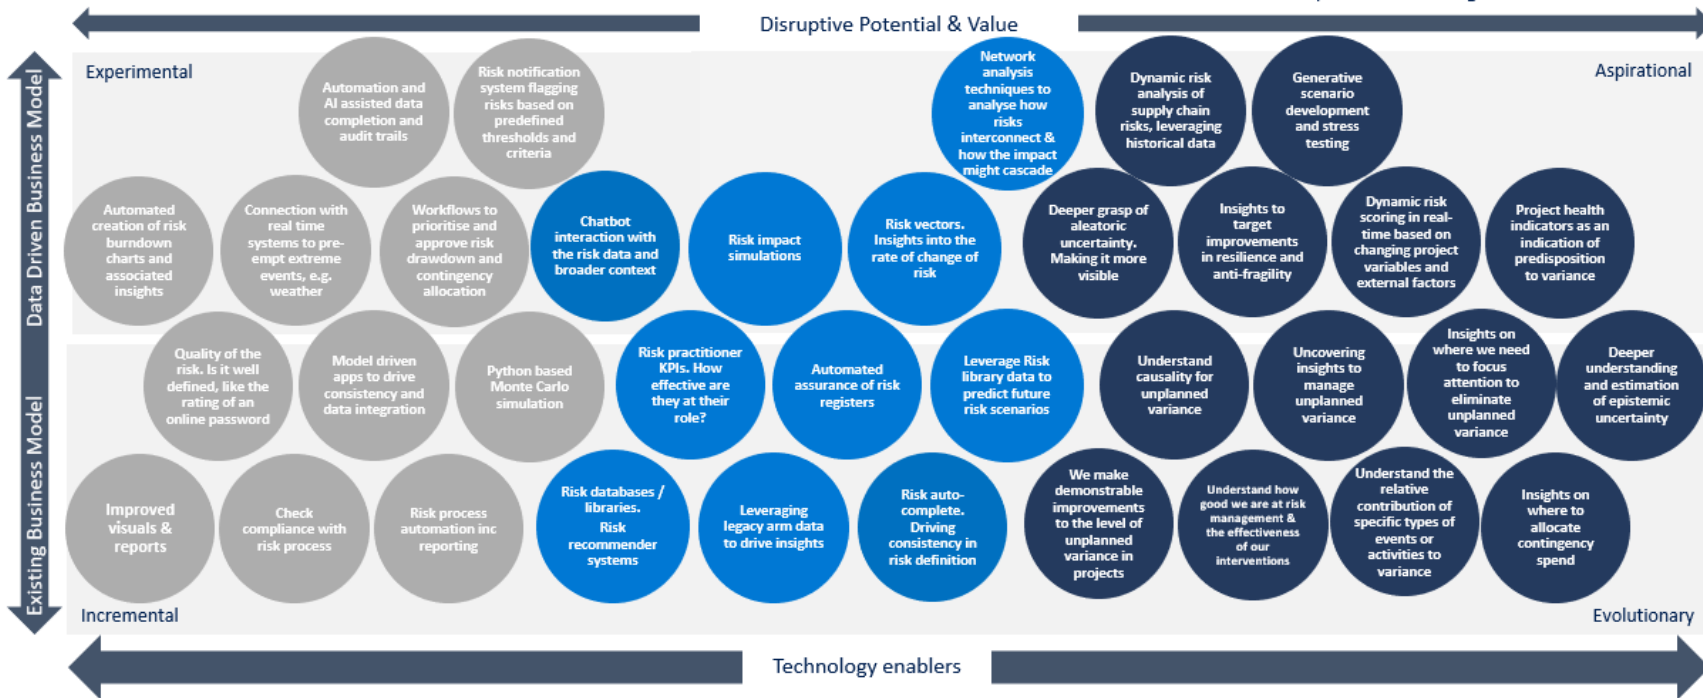 Disruptive Potential & Value
Experimental
Aspirational
Data Driven Business Model
Existing Business Model
Automation and
AI assisted data
completion and
audit trails
Risk notification
system flagging
risks based on
predefined
thresholds and
criteria
Network
analysis
techniques to
analyse how
risks
interconnect &
how the impact
might cascade
Dynamic risk
analysis of
supply chain
risks, leveraging
historical data
Generative
scenario
development
and stress
testing
Automated
creation of risk
burndown
charts and
associated
insights
Connection with
real time
systems to pre-
empt extreme
events, e.g.
weather
Workflows to
prioritise and
approve risk
drawdown and
contingency
allocation
Chatbot
interaction with
the risk data and
broader context
Risk impact
simulations
Risk vectors.
Insights into the
rate of change of
risk
Deeper grasp of
aleatoric
uncertainty.
Making it more
visible
Insights to
target
improvements
in resilience and
anti-fragility
Dynamic risk
scoring in real-
time based on
changing project
variables and
external factors
Project health
indicators as an
indication of
predisposition
to variance
Quality of the
risk. Is it well
defined, like the
rating of an
online password
Model driven
apps to drive
consistency and
data integration
Python based
Monte Carlo
simulation
Risk practitioner
KPIs. How
effective are
they at their
role?
Automated
assurance of risk
registers
Leverage Risk
library data to
predict future
risk scenarios
Understand
causality for
unplanned
variance
Uncovering
insights to
manage
unplanned
variance
Insights on
where we need
to focus
attention to
eliminate
unplanned
variance
Deeper
understanding
and estimation
of epistemic
uncertainty
Improved
visuals &
reports
Check
compliance with
risk process
Risk process
automation inc
reporting
Risk databases /
libraries.
Risk
recommender
systems
Leveraging
legacy arm data
to drive insights
Risk auto-
complete.
Driving
consistency in
risk definition
We make
demonstrable
improvements
to the level of
unplanned
variance in
projects
Understand how
good we are at risk
management &
the effectiveness
of our
interventions
Understand the
relative
contribution of
specific types of
events or
activities to
variance
Insights on
where to
allocate
contingency
spend
Incremental
Evolutionary
Technology enablers